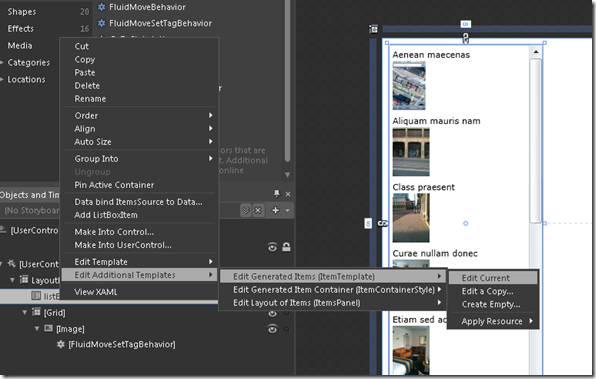 Shapes 20
Effects 16
Media
Categories
Locations
FluidMoveBehavior
FluidMoveSetTagBehavior
Cut
Copy
Paste
Delete
Rename
Order
Align
Auto Size
Group Into
Ungroup
Pin Active Container
Data bind ItemsSource to Data...
Add ListBoxItem
Make Into Control...
Make Into UserControl...
Edit Template
Edit Additional Templates
View XAML
Edit Generated Items (ItemTemplate)
Edit Generated Item Container (ItemContainerStyle)
Edit Layout of Items (ItemsPanel)
Edit Current
Edit a Copy...
Create Empty...
Apply Resource
ors that are
t. Additional
online
Objects and Tim
(No Storyboar
[UserContro
[UserCont
Layout
listB
[Grid]
[Image]
[FluidMoveSetTagBehavior]
Aenean maecenas
Aliquam mauris nam
Class praesent
Curae nullam donec
Etiam sed ac